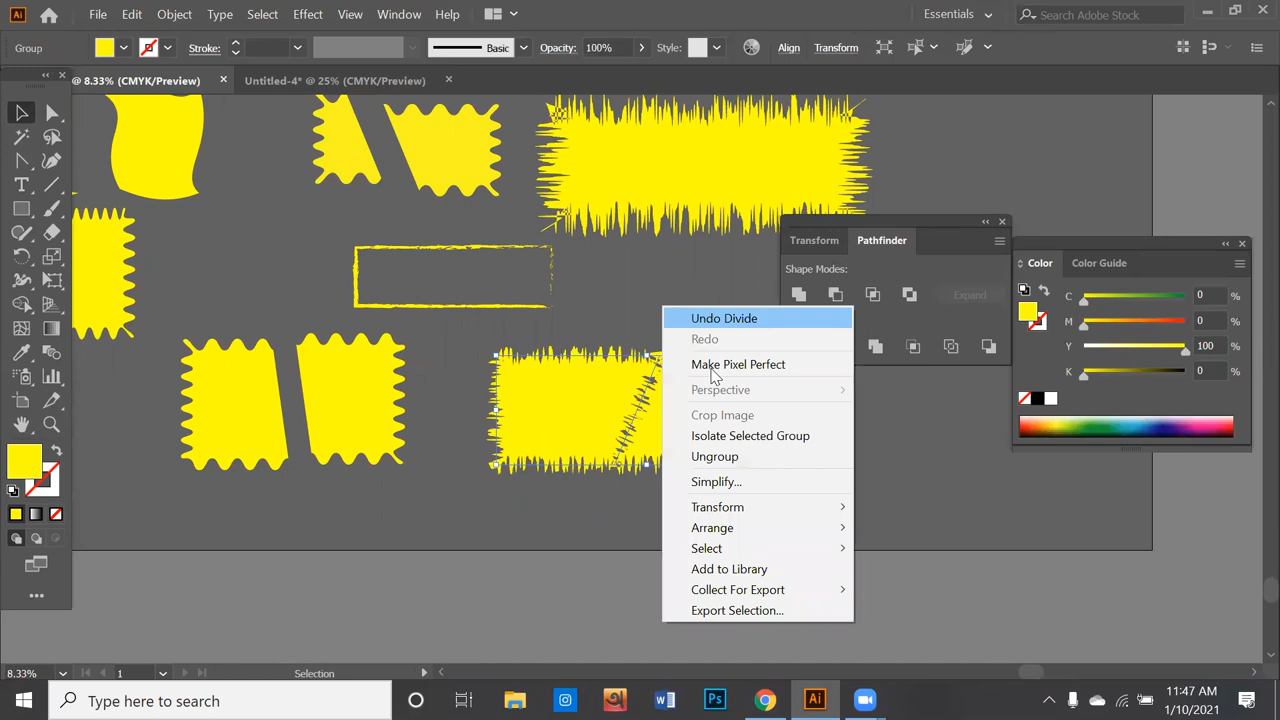 Ai File Edit Object Type Select Effect View Window Help Essentials Search Adobe Stock
Group Stroke: Basic Opacity: 100% Style: Align Transform
@ 8.33% (CMYK/Preview) × Untitled-4* @ 25% (CMYK/Preview) ×
Transform Pathfinder
Shape Modes:
Expand
Color Color Guide
C 0 %
M 0 %
Y 100 %
K 0 %
Undo Divide
Redo
Make Pixel Perfect
Perspective
Crop Image
Isolate Selected Group
Ungroup
Simplify...
Transform
Arrange
Select
Add to Library
Collect For Export
Export Selection...
8.33% 1 Selection
Type here to search
Ps
Ai
11:47 AM
1/10/2021